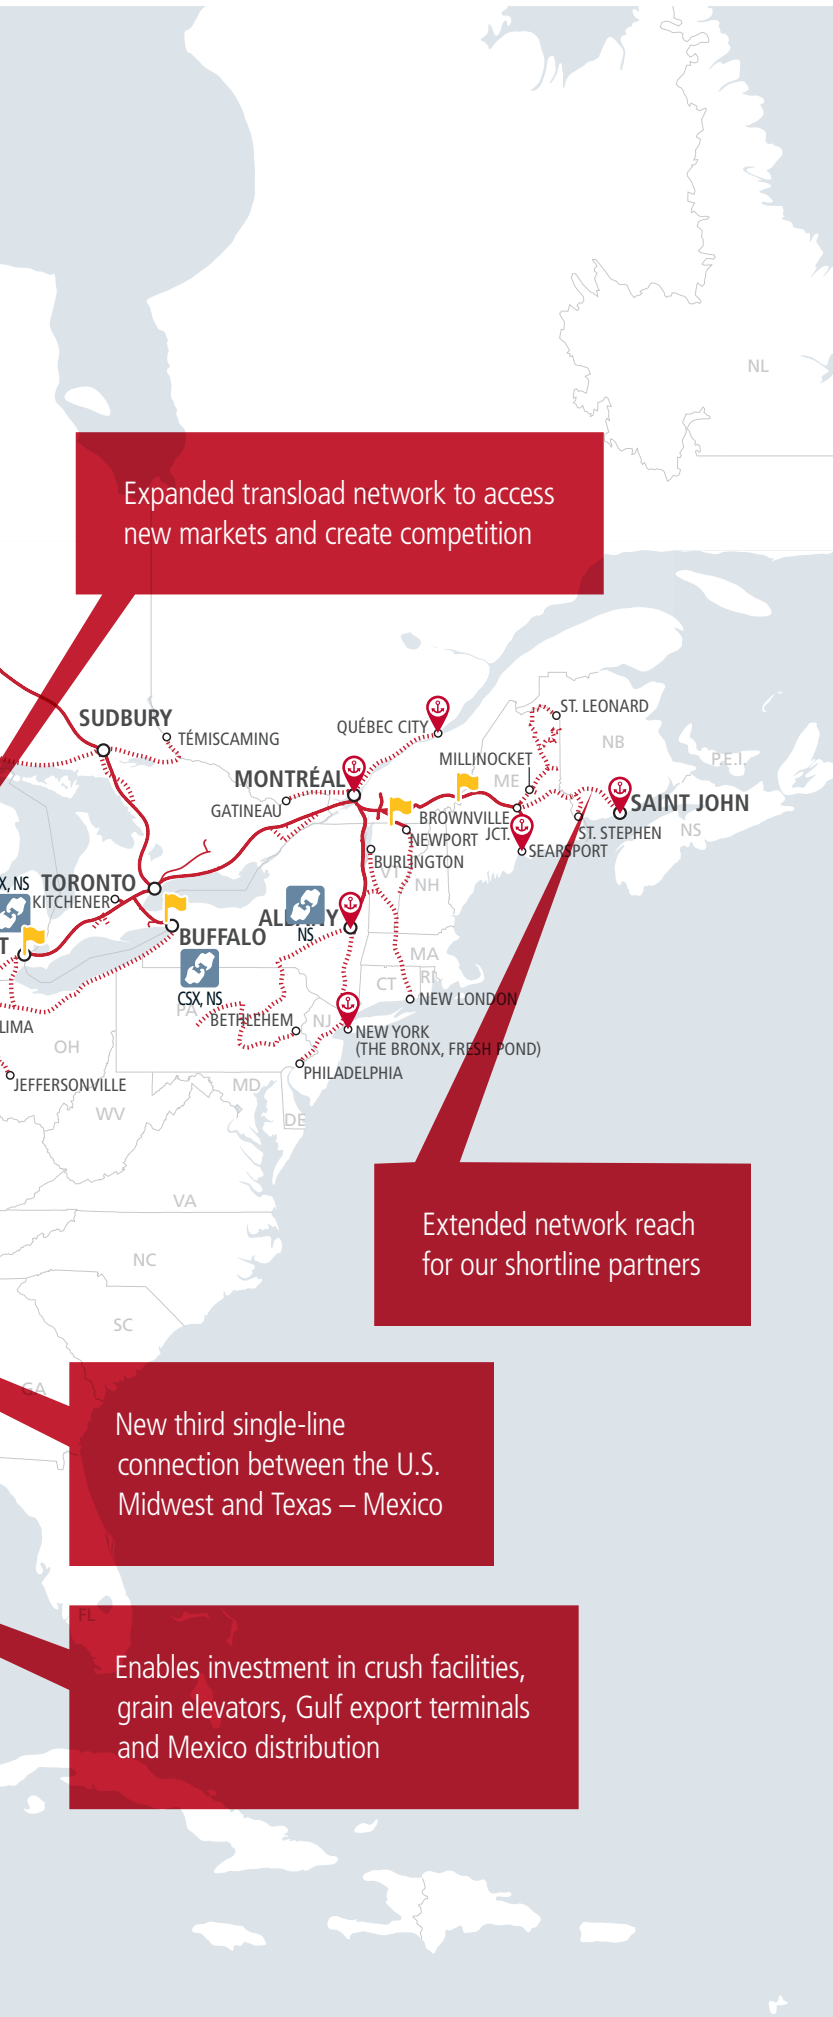 NL
Expanded transload network to access
new markets and create competition
SUDBURY
TÉMISCAMING
QUÉBEC CITY
ST. LEONARD
NB
P.E.I.
MONTRÉAL
GATINEAU
MILLINOCKET
ME
BROWNVILLE
JCT.
SAINT JOHN
NEWPORT
ST. STEPHEN
NS
SEARSPORT
BURLINGTON
VT
NH
X, NS
TORONTO
KITCHENER
T
BUFFALO
ALBANY
NS
CSX, NS
MA
RI
CT
NEW LONDON
PA
BETHLEHEM
NJ
NEW YORK
(THE BRONX, FRESH POND)
LIMA
OH
PHILADELPHIA
JEFFERSONVILLE
MD
WV
DE
VA
Extended network reach
for our shortline partners
NC
SC
GA
New third single-line
connection between the U.S.
Midwest and Texas – Mexico
FL
Enables investment in crush facilities,
grain elevators, Gulf export terminals
and Mexico distribution